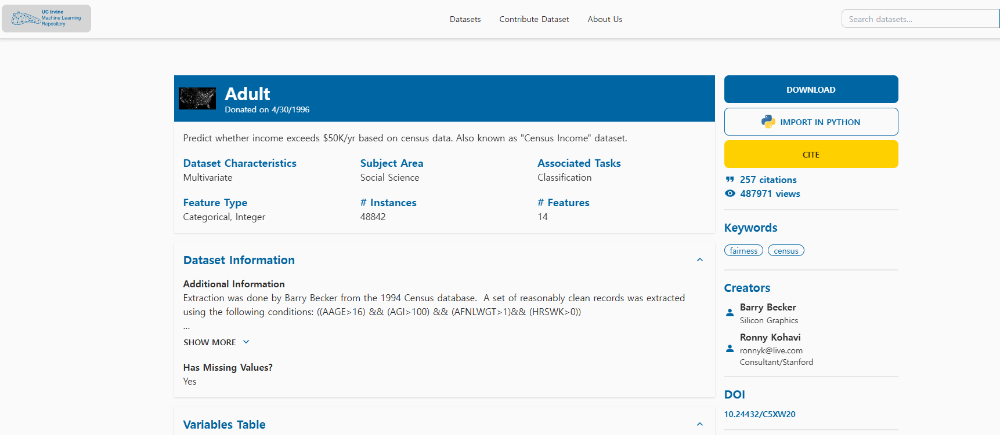 UC Irvine
Machine Learning
Repository
Datasets
Contribute Dataset
About Us
Search datasets...
Adult
Donated on 4/30/1996
Predict whether income exceeds $50K/yr based on census data. Also known as "Census Income" dataset.
Dataset Characteristics
Multivariate
Subject Area
Social Science
Associated Tasks
Classification
Feature Type
Categorical, Integer
# Instances
48842
# Features
14
Dataset Information
Additional Information
Extraction was done by Barry Becker from the 1994 Census database.  A set of reasonably clean records was extracted
using the following conditions: ((AAGE>16) && (AGI>100) && (AFNLWGT>1)&& (HRSWK>0))
...
SHOW MORE
Has Missing Values?
Yes
Variables Table
DOWNLOAD
IMPORT IN PYTHON
CITE
257 citations
487971 views
Keywords
fairness
census
Creators
Barry Becker
Silicon Graphics
Ronny Kohavi
ronnyk@live.com
Consultant/Stanford
DOI
10.24432/C5XW20